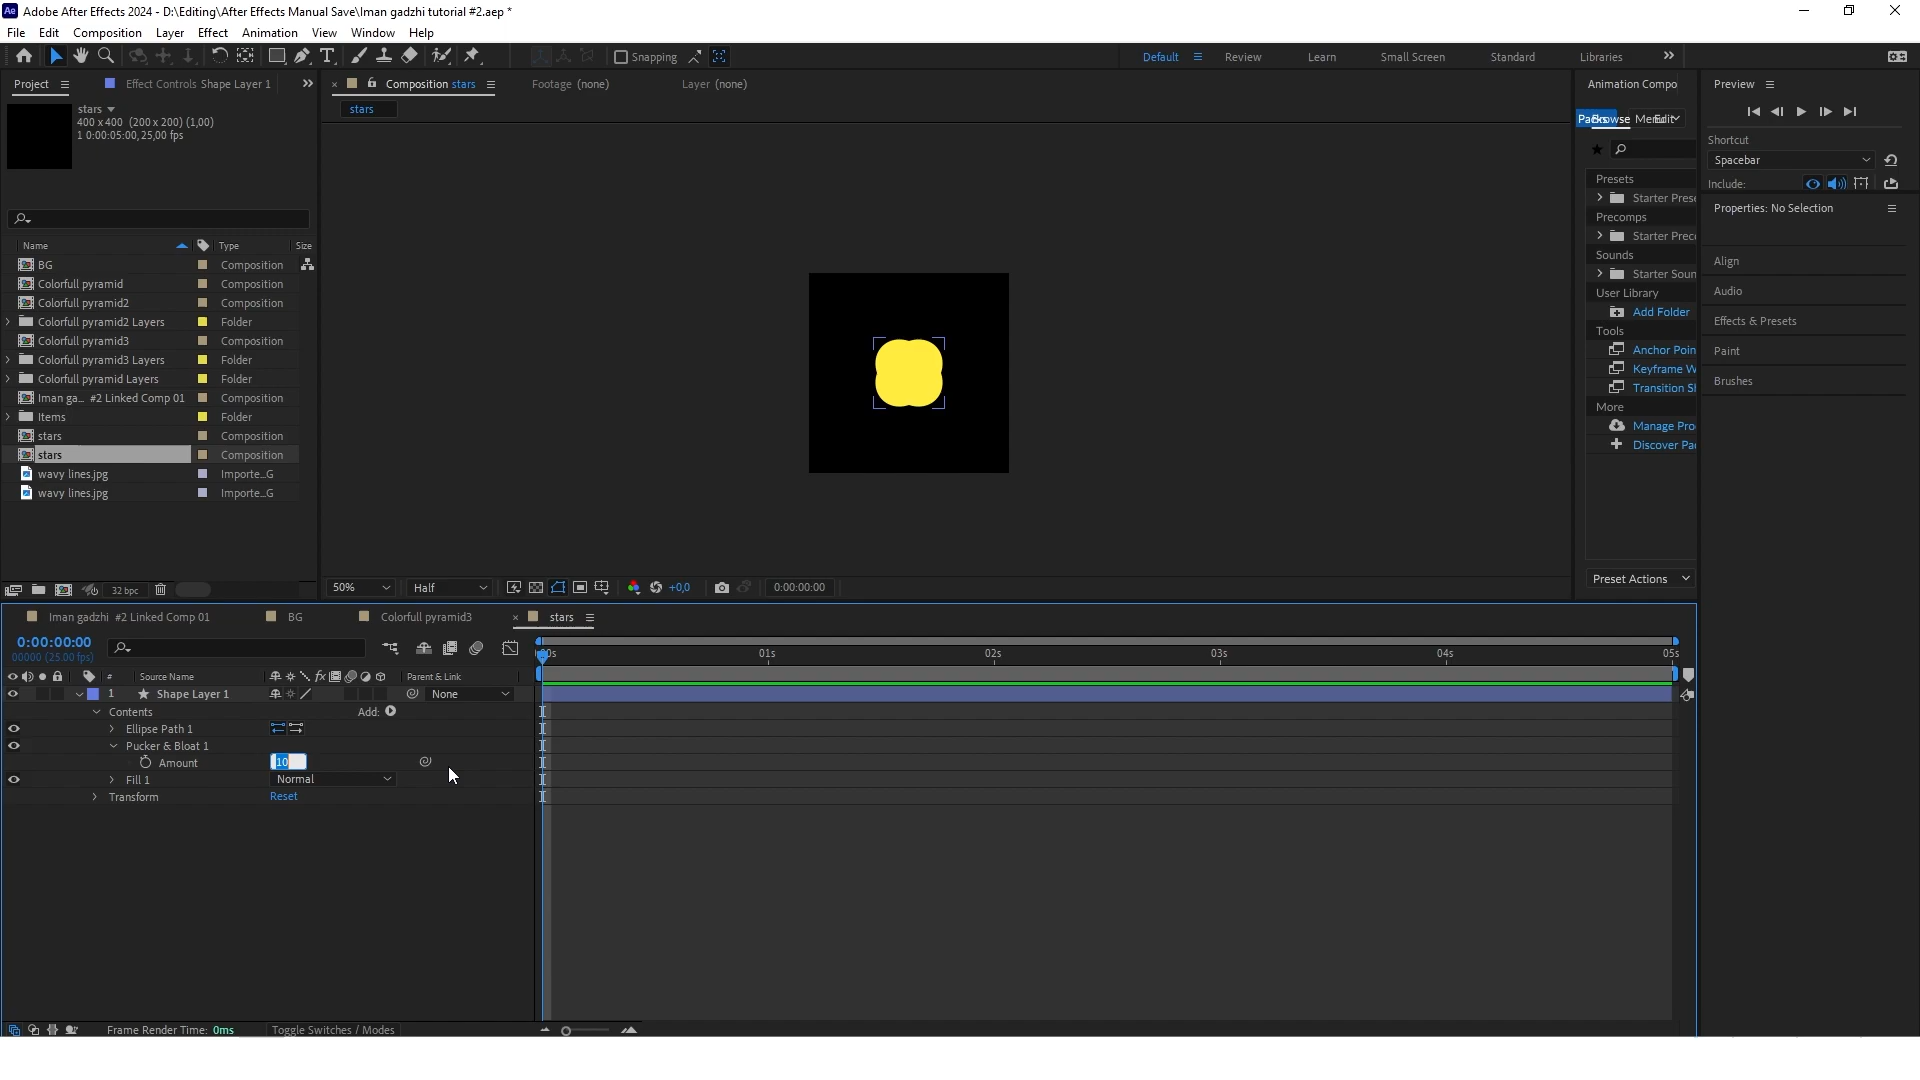 Adobe After Effects 2024 - D:\Editing\After Effects Manual Save\Iman gadzhi tutorial #2.aep *
File Edit Composition Layer Effect Animation View Window Help
Snapping
Default Review Learn Small Screen Standard Libraries
Project Effect Controls Shape Layer 1
Composition stars Footage (none) Layer (none)
stars
400 x 400 (200 x 200) (1,00)
1 0:00:05:00, 25,00 fps
stars
Name Type Size
BG Composition
Colorfull pyramid Composition
Colorfull pyramid2 Composition
Colorfull pyramid2 Layers Folder
Colorfull pyramid3 Composition
Colorfull pyramid3 Layers Folder
Colorfull pyramid Layers Folder
Iman ga... #2 Linked Comp 01 Composition
Items Folder
stars Composition
stars Composition
wavy lines.jpg Importe...G
wavy lines.jpg Importe...G
32 bpc
50% Half +0,0 0:00:00:00
Animation Compo
Browse Edit
Presets
Starter Prese
Precomps
Starter Preco
Sounds
Starter Soun
User Library
Add Folder
Tools
Anchor Poin
Keyframe W
Transition Sh
More
Manage Pro
Discover Pac
Preset Actions
Preview
Shortcut
Spacebar
Include:
Properties: No Selection
Align
Audio
Effects & Presets
Paint
Brushes
Iman gadzhi #2 Linked Comp 01 BG Colorfull pyramid3 stars
0:00:00:00
00000 (25.00 fps)
01s 02s 03s 04s 05s
# Source Name fx Parent & Link
1 Shape Layer 1 None
Contents Add:
Ellipse Path 1
Pucker & Bloat 1
Amount 10
Fill 1 Normal
Transform Reset
Frame Render Time: 0ms Toggle Switches / Modes